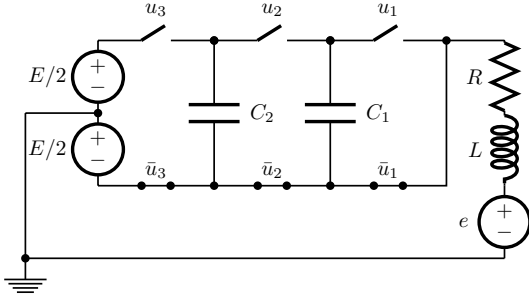 u₃ u₂ u₁
E/2 + −
R
C₂ C₁
E/2 + −
L
ū₃ ū₂ ū₁
e + −